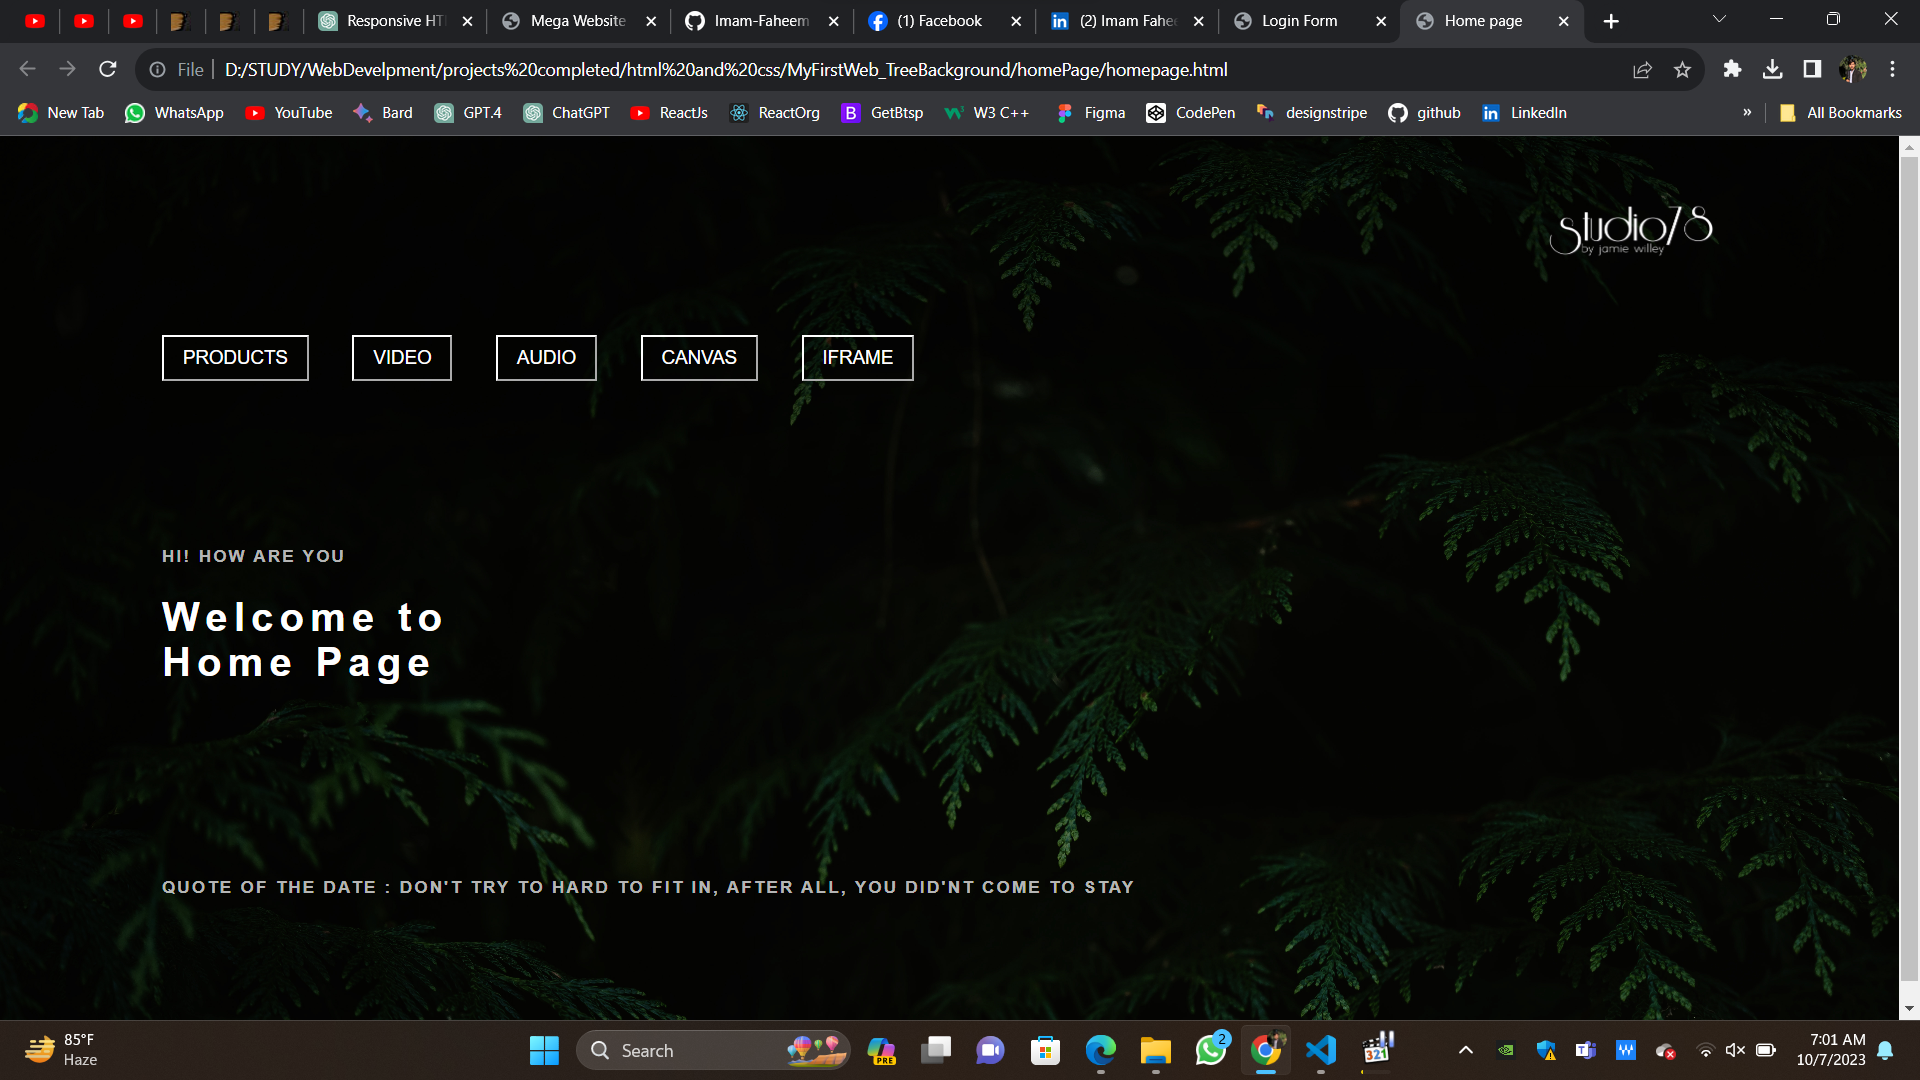 Responsive HT
Mega Website
Imam-Faheem
(1) Facebook
(2) Imam Fahe
Login Form
Home page
File
D:/STUDY/WebDevelpment/projects%20completed/html%20and%20css/MyFirstWeb_TreeBackground/homePage/homepage.html
New Tab
WhatsApp
YouTube
Bard
GPT.4
ChatGPT
ReactJs
ReactOrg
GetBtsp
W3 C++
Figma
CodePen
designstripe
github
LinkedIn
»
All Bookmarks
studio78
by jamie willey
PRODUCTS
VIDEO
AUDIO
CANVAS
IFRAME
HI! HOW ARE YOU
Welcome to
Home Page
QUOTE OF THE DATE : DON'T TRY TO HARD TO FIT IN, AFTER ALL, YOU DID'NT COME TO STAY
85°F
Haze
Search
PRE
2
321
7:01 AM
10/7/2023